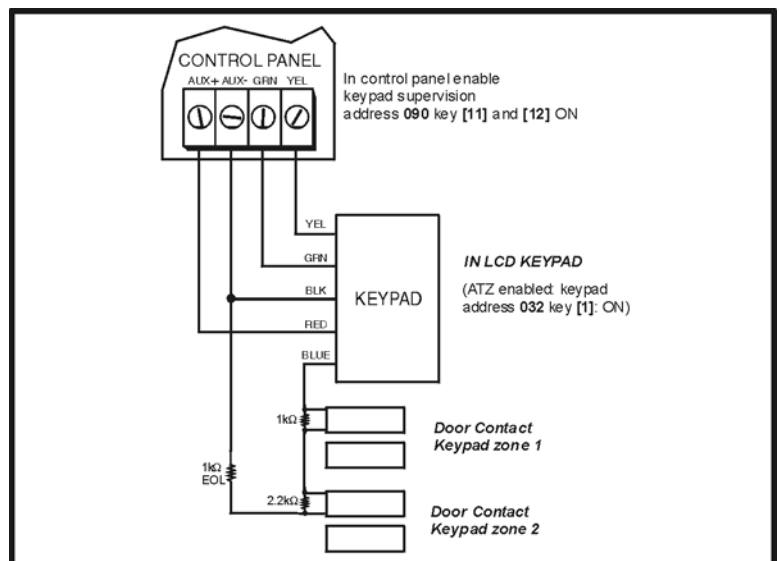 CONTROL PANEL
AUX+ AUX- GRN YEL
In control panel enable
keypad supervision
address 090 key [11] and [12] ON
YEL
GRN
BLK
RED
BLUE
KEYPAD
IN LCD KEYPAD
(ATZ enabled: keypad
address 032 key [1]: ON)
1kΩ
Door Contact
Keypad zone 1
1kΩ
EOL
2.2kΩ
Door Contact
Keypad zone 2